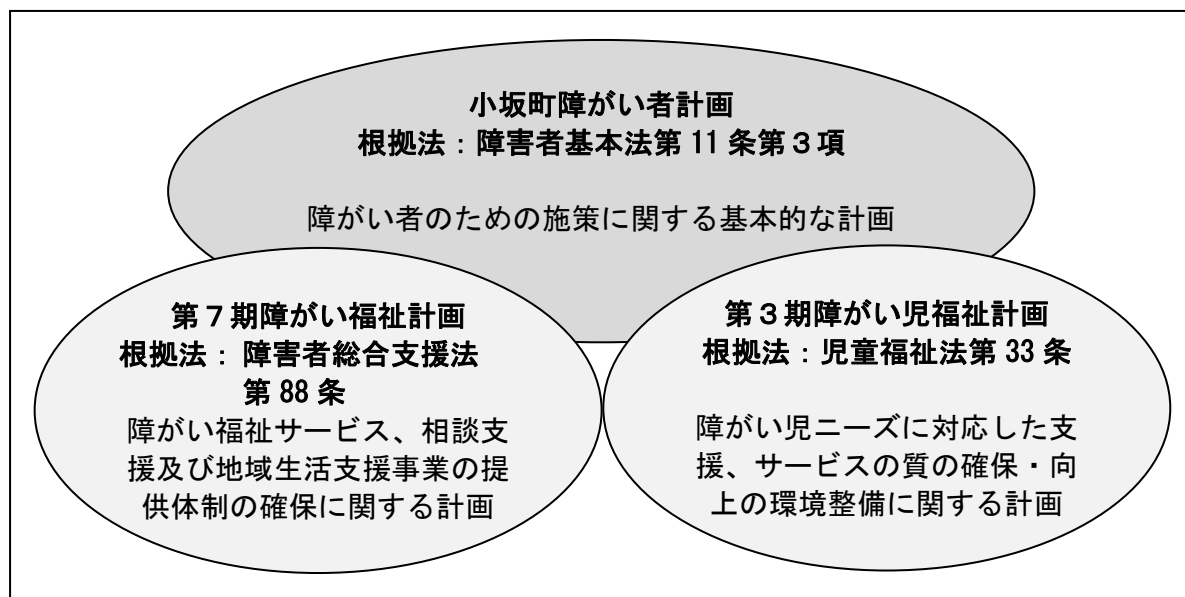 小坂町障がい者計画
根拠法：障害者基本法第 11 条第３項
障がい者のための施策に関する基本的な計画
第７期障がい福祉計画
根拠法： 障害者総合支援法
第 88 条
障がい福祉サービス、相談支
援及び地域生活支援事業の提
供体制の確保に関する計画
第３期障がい児福祉計画
根拠法：児童福祉法第 33 条
障がい児ニーズに対応した支
援、サービスの質の確保・向
上の環境整備に関する計画